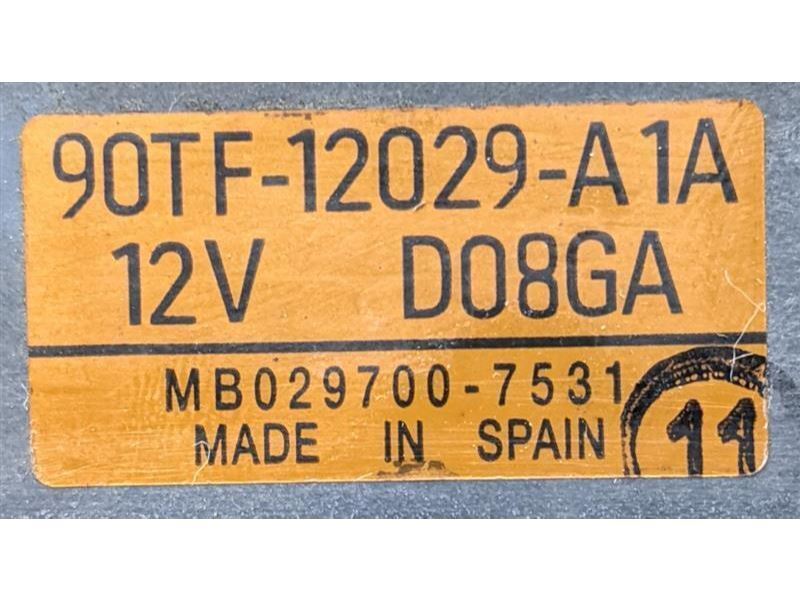 90TF-12029-A1A
12V D08GA
MB029700-7531
MADE IN SPAIN
11